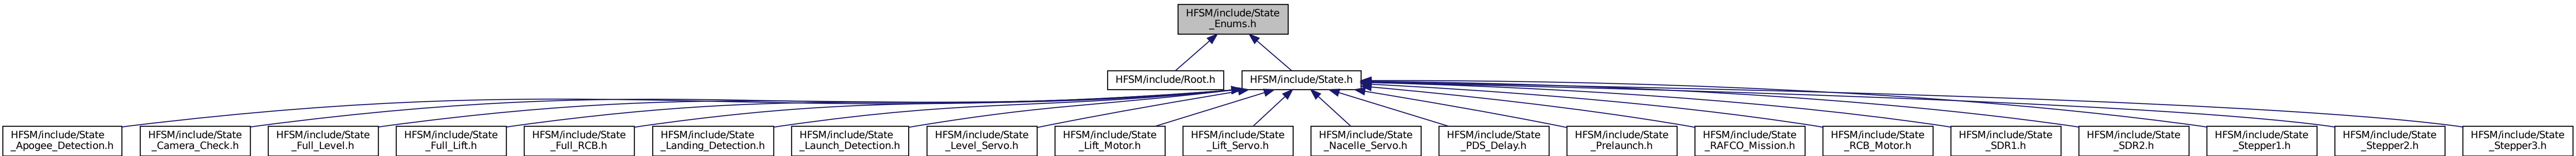 HFSM/include/State
_Enums.h
HFSM/include/Root.h
HFSM/include/State.h
HFSM/include/State
_Apogee_Detection.h
HFSM/include/State
_Camera_Check.h
HFSM/include/State
_Full_Level.h
HFSM/include/State
_Full_Lift.h
HFSM/include/State
_Full_RCB.h
HFSM/include/State
_Landing_Detection.h
HFSM/include/State
_Launch_Detection.h
HFSM/include/State
_Level_Servo.h
HFSM/include/State
_Lift_Motor.h
HFSM/include/State
_Lift_Servo.h
HFSM/include/State
_Nacelle_Servo.h
HFSM/include/State
_PDS_Delay.h
HFSM/include/State
_Prelaunch.h
HFSM/include/State
_RAFCO_Mission.h
HFSM/include/State
_RCB_Motor.h
HFSM/include/State
_SDR1.h
HFSM/include/State
_SDR2.h
HFSM/include/State
_Stepper1.h
HFSM/include/State
_Stepper2.h
HFSM/include/State
_Stepper3.h